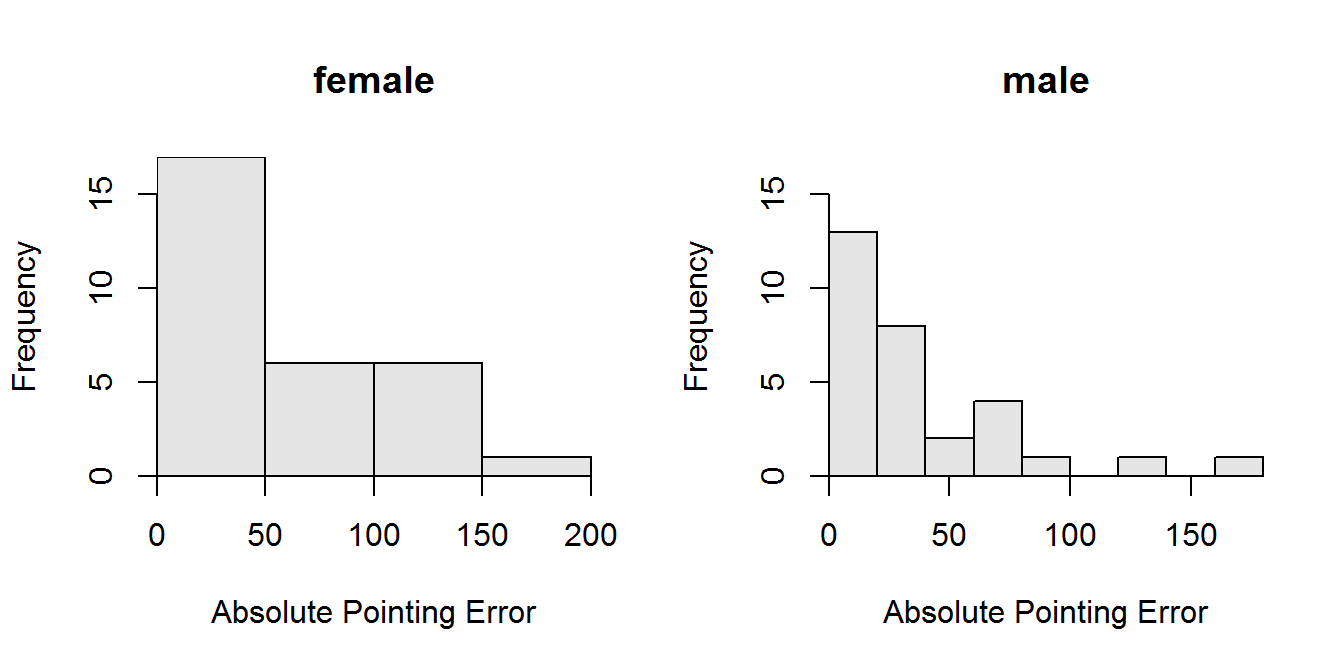 female
Frequency
15
10
5
0
0 50 100 150 200
Absolute Pointing Error
male
Frequency
15
10
5
0
0 50 100 150
Absolute Pointing Error